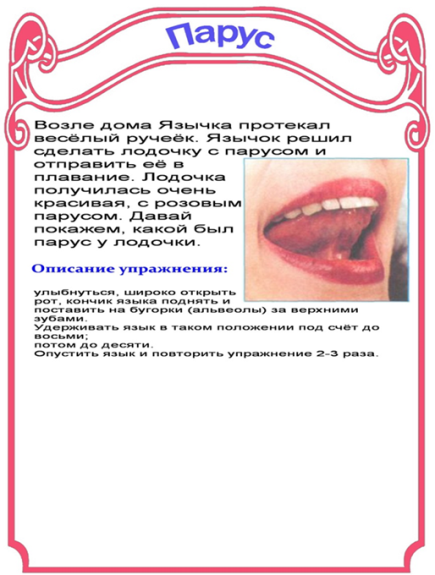 Парус
Возле дома Язычка протекал
весёлый ручеёк. Язычок решил
сделать лодочку с парусом и
отправить её в
плавание. Лодочка
получилась очень
красивая, с розовым
парусом. Давай
покажем, какой был
парус у лодочки.
Описание упражнения:
улыбнуться, широко открыть
рот, кончик языка поднять и
поставить на бугорки (альвеолы) за верхними
зубами.
Удерживать язык в таком положении под счёт до
восьми;
потом до десяти.
Опустить язык и повторить упражнение 2-3 раза.